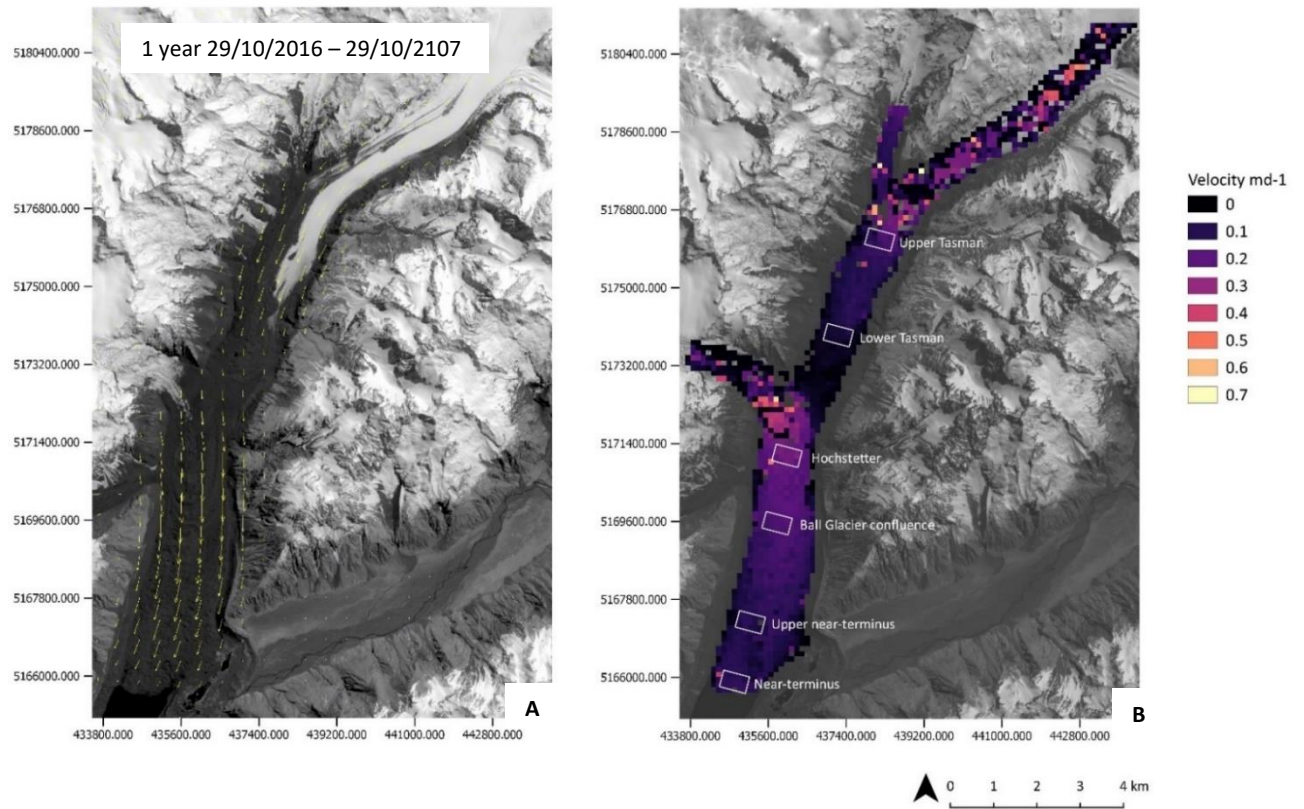 1 year 29/10/2016 – 29/10/2107
5180400.000
5178600.000
5176800.000
5175000.000
5173200.000
5171400.000
5169600.000
5167800.000
5166000.000
433800.000 435600.000 437400.000 439200.000 441000.000 442800.000
A
5180400.000
5178600.000
5176800.000
5175000.000
5173200.000
5171400.000
5169600.000
5167800.000
5166000.000
Upper Tasman
Lower Tasman
Hochstetter
Ball Glacier confluence
Upper near-terminus
Near-terminus
B
433800.000 435600.000 437400.000 439200.000 441000.000 442800.000
Velocity md-1
0
0.1
0.2
0.3
0.4
0.5
0.6
0.7
0 1 2 3 4 km